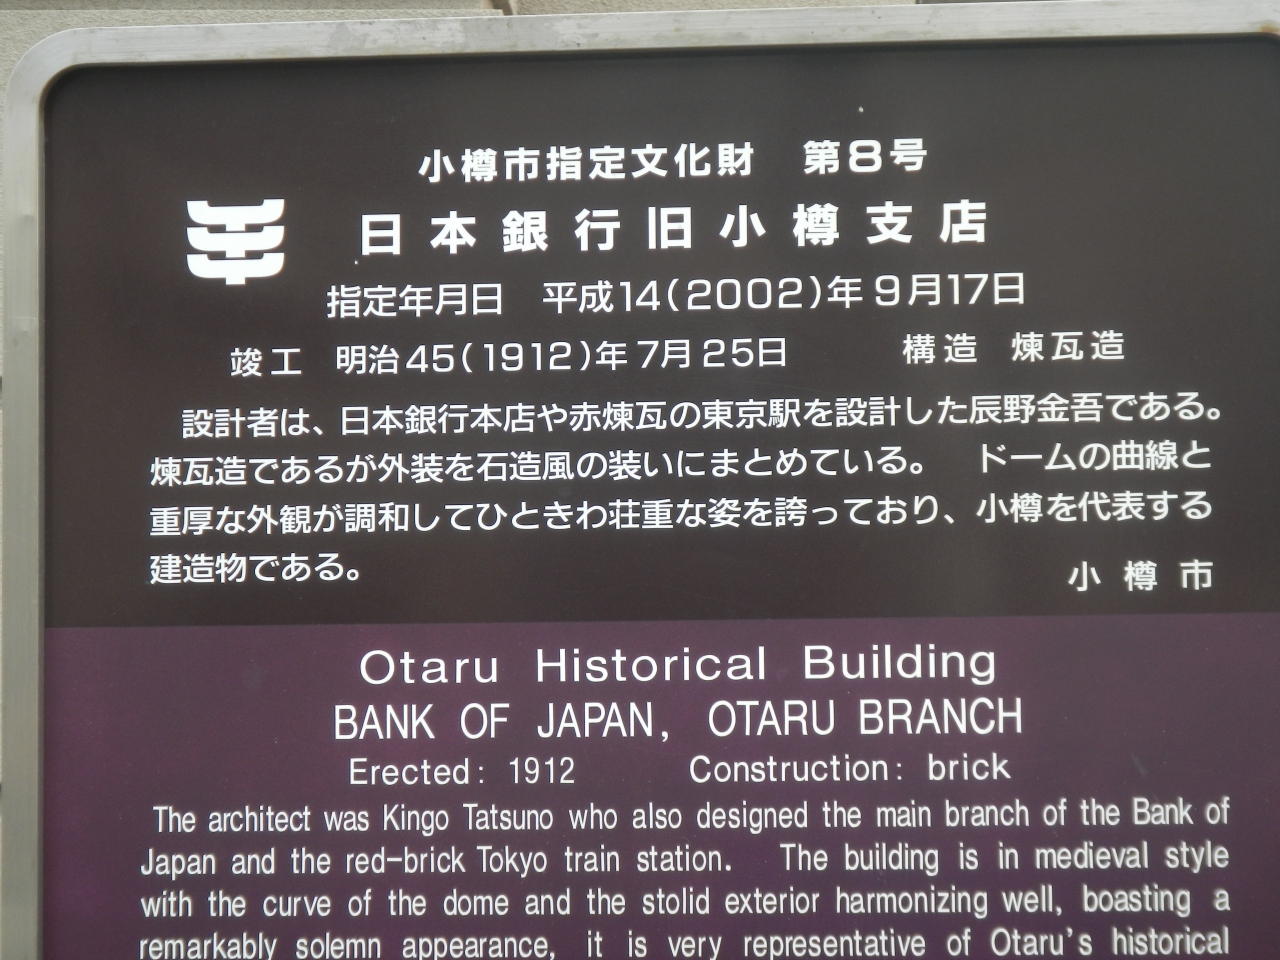 小樽市指定文化財　第8号
日本銀行旧小樽支店
指定年月日　平成14(2002)年9月17日
竣工　明治45(1912)年7月25日　　構造　煉瓦造
設計者は、日本銀行本店や赤煉瓦の東京駅を設計した辰野金吾である。
煉瓦造であるが外装を石造風の装いにまとめている。　ドームの曲線と
重厚な外観が調和してひときわ荘重な姿を誇っており、小樽を代表する
建造物である。
小樽市
Otaru Historical Building
BANK OF JAPAN, OTARU BRANCH
Erected: 1912　Construction: brick
The architect was Kingo Tatsuno who also designed the main branch of the Bank of
Japan and the red-brick Tokyo train station. The building is in medieval style
with the curve of the dome and the stolid exterior harmonizing well, boasting a
remarkably solemn appearance, it is very representative of Otaru's historical